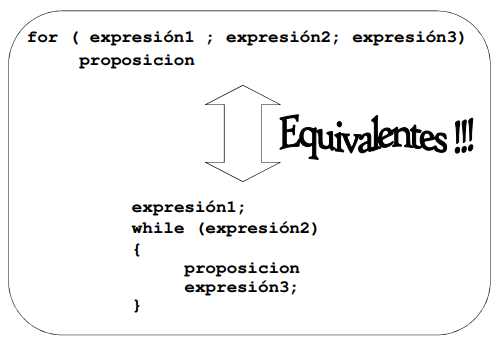 for ( expresión1 ; expresión2; expresión3)
proposicion
Equivalentes !!!
expresión1;
while (expresión2)
{
proposicion
expresión3;
}